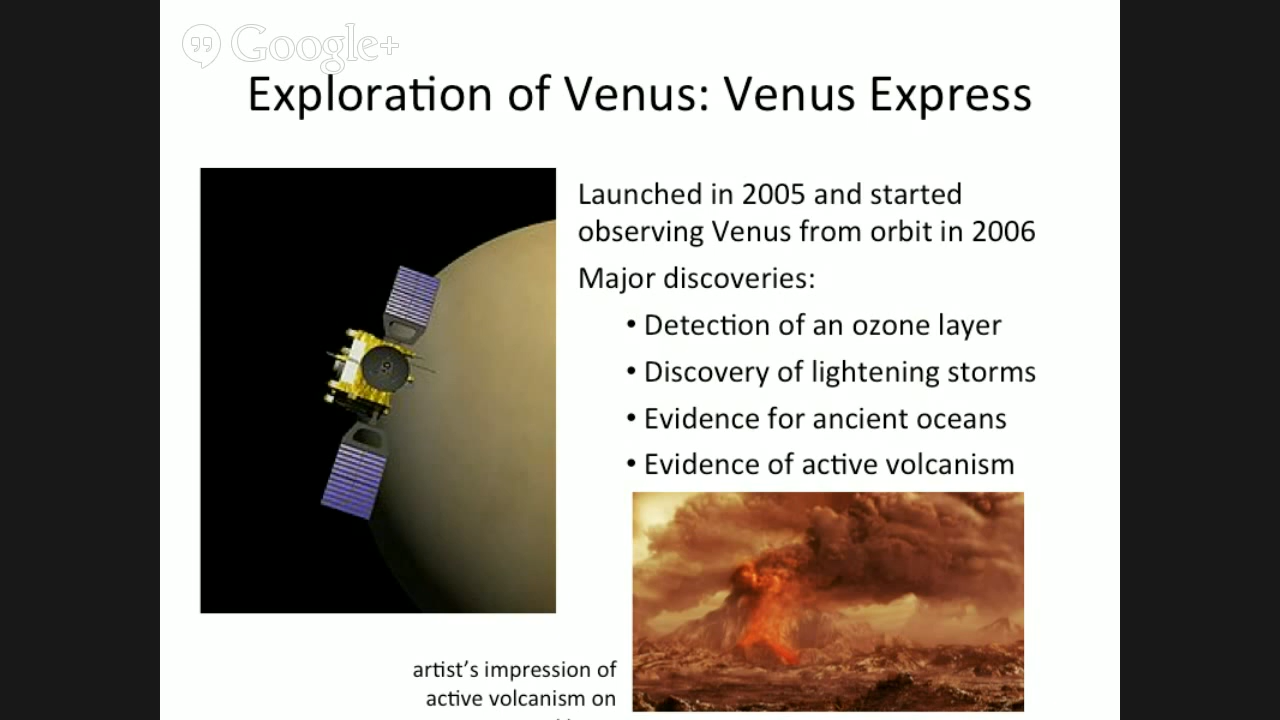 Google+
Exploration of Venus: Venus Express
Launched in 2005 and started
observing Venus from orbit in 2006
Major discoveries:
• Detection of an ozone layer
• Discovery of lightening storms
• Evidence for ancient oceans
• Evidence of active volcanism
artist's impression of
active volcanism on